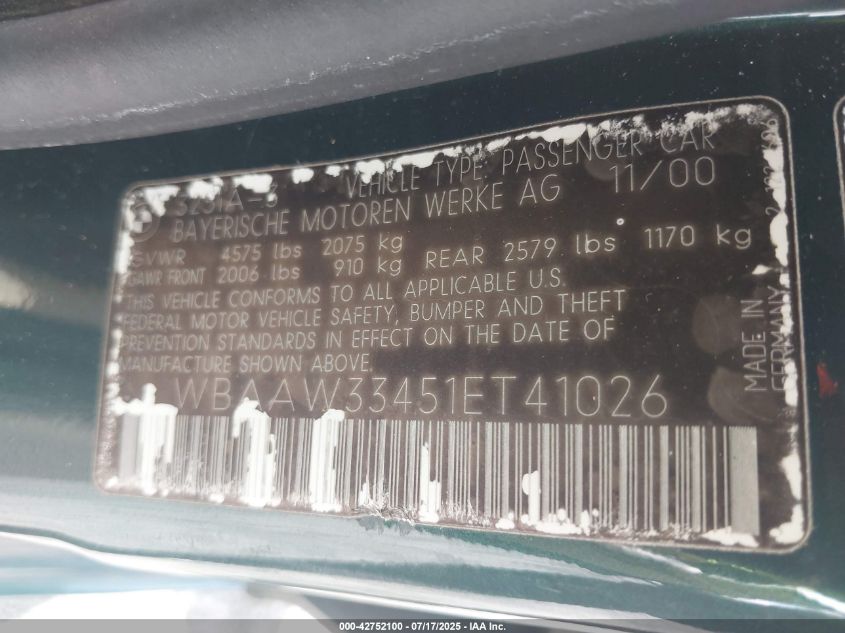 VEHICLE TYPE PASSENGER CAR
BAYERISCHE MOTOREN WERKE AG 11/00
GVWR 4575 lbs 2075 kg
GAWR FRONT 2006 lbs 910 kg REAR 2579 lbs 1170 kg
THIS VEHICLE CONFORMS TO ALL APPLICABLE U.S.
FEDERAL MOTOR VEHICLE SAFETY, BUMPER AND THEFT
PREVENTION STANDARDS IN EFFECT ON THE DATE OF
MANUFACTURE SHOWN ABOVE.
MADE IN
GERMANY
WBAAW33451ET41026
000-42752100 - 07/17/2025 - IAA Inc.